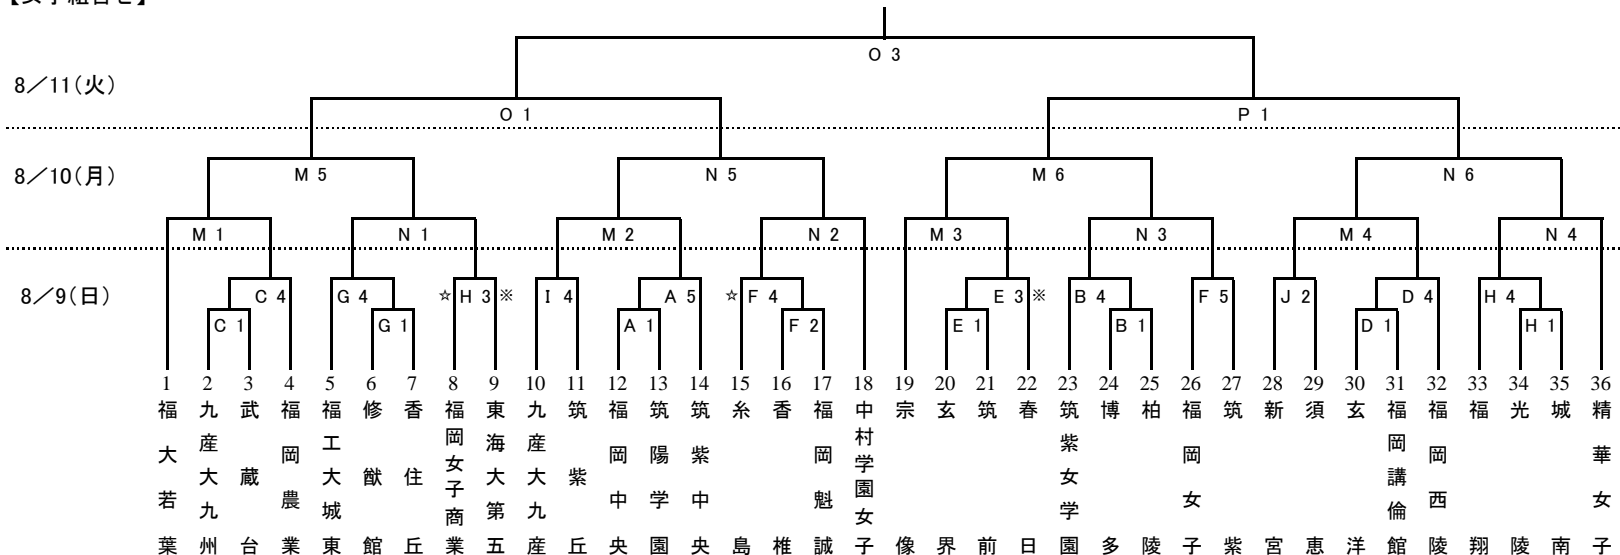 【女子組合せ】
O 3
8／11(火)
O 1 P 1
8／10(月)
M 5 N 5 M 6 N 6
M 1 N 1 M 2 N 2 M 3 N 3 M 4 N 4
8／9(日)
C 4 G 4 ☆ H 3 ※ I 4 A 5 ☆ F 4 E 3 ※ B 4 F 5 J 2 D 4 H 4
C 1 G 1 A 1 F 2 E 1 B 1 D 1 H 1
1 2 3 4 5 6 7 8 9 10 11 12 13 14 15 16 17 18 19 20 21 22 23 24 25 26 27 28 29 30 31 32 33 34 35 36
福大若葉
九産大九州
武蔵台
福岡農業
福工大城東
修猷館
香住丘
福岡女子商業
東海大第五
九産大九産
筑紫丘
福岡中央
筑陽学園
筑紫中央
糸島
香椎
福岡魁誠
中村学園女子
宗像
玄界
筑前
春日
筑紫女学園
博多
柏陵
福岡女子
筑紫
新宮
須恵
玄洋
福岡講倫館
福岡西陵
福翔
光陵
城南
精華女子